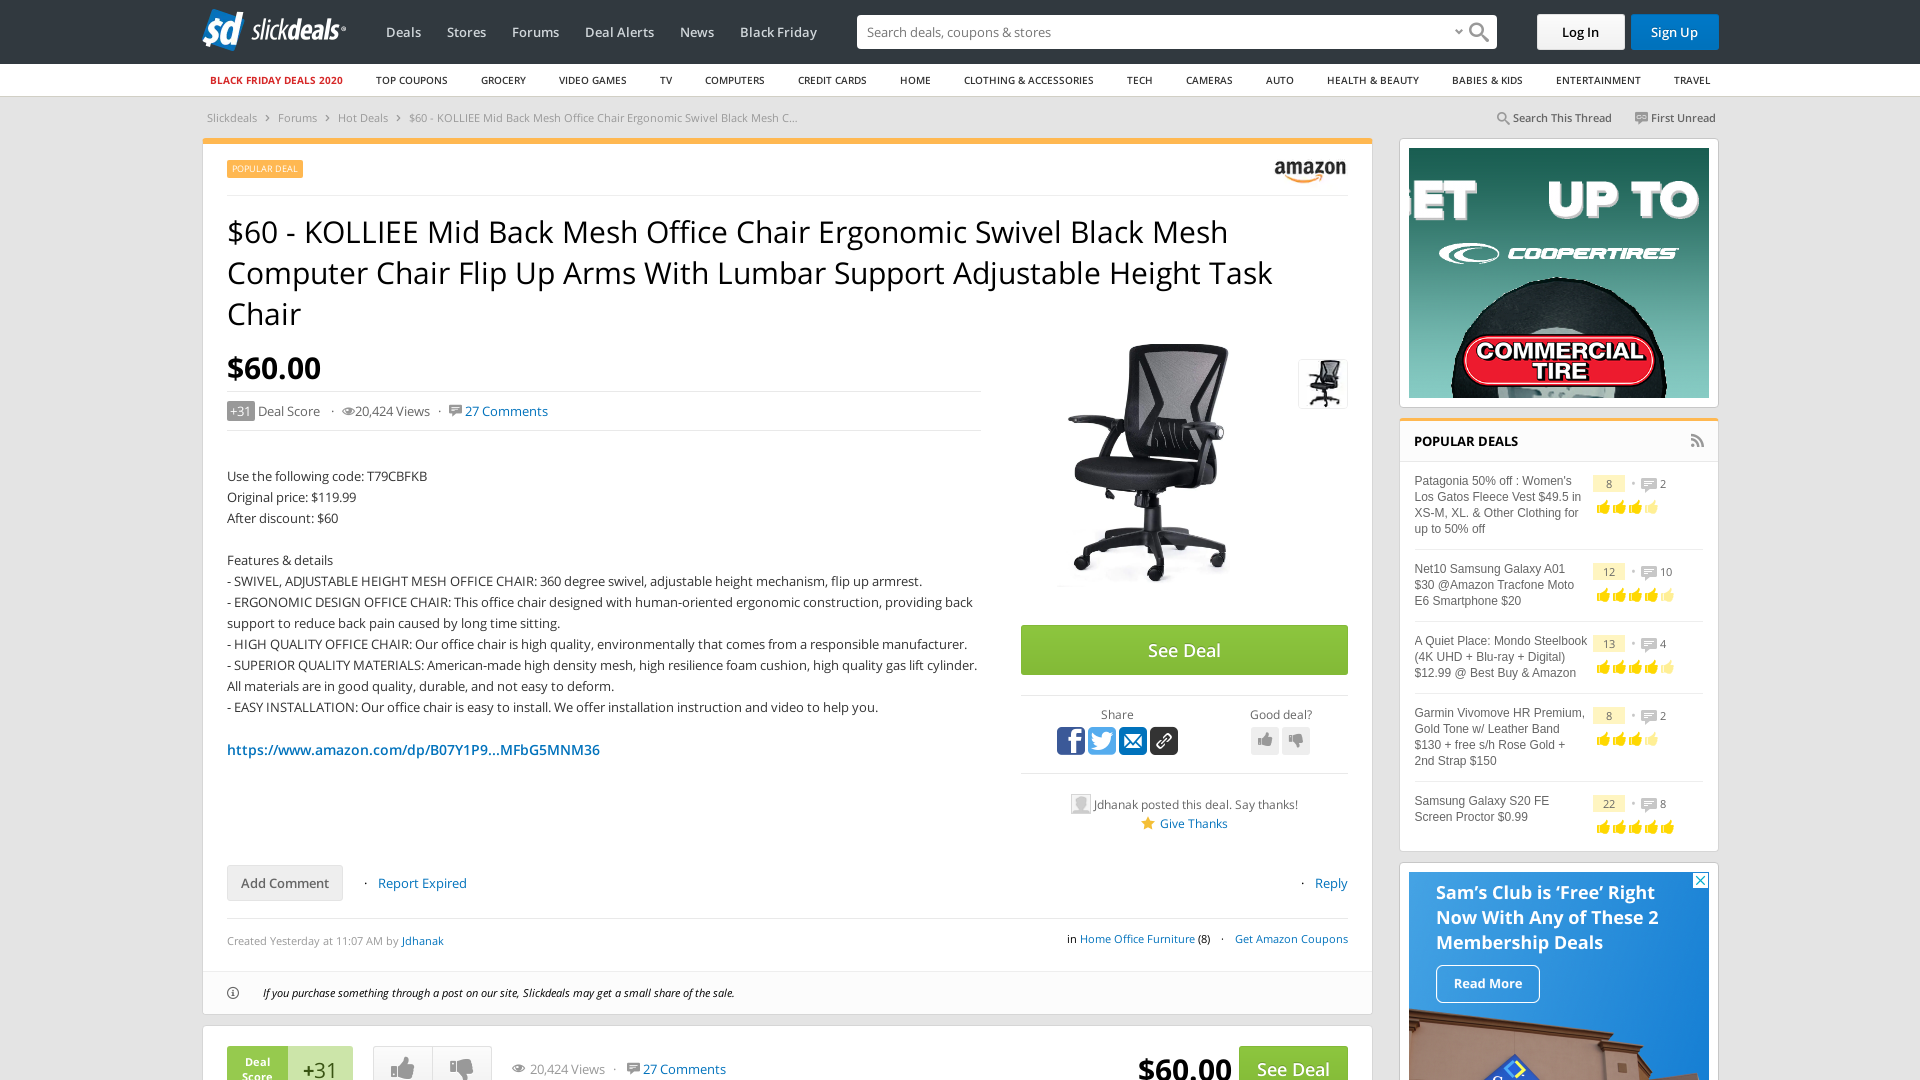 slickdeals
Deals
Stores
Forums
Deal Alerts
News
Black Friday
Search deals, coupons & stores
Log In
Sign Up
BLACK FRIDAY DEALS 2020
TOP COUPONS
GROCERY
VIDEO GAMES
TV
COMPUTERS
CREDIT CARDS
HOME
CLOTHING & ACCESSORIES
TECH
CAMERAS
AUTO
HEALTH & BEAUTY
BABIES & KIDS
ENTERTAINMENT
TRAVEL
Slickdeals › Forums › Hot Deals › $60 - KOLLIEE Mid Back Mesh Office Chair Ergonomic Swivel Black Mesh C...
Search This Thread
First Unread
POPULAR DEAL
amazon
$60 - KOLLIEE Mid Back Mesh Office Chair Ergonomic Swivel Black Mesh
Computer Chair Flip Up Arms With Lumbar Support Adjustable Height Task
Chair
$60.00
+31 Deal Score · 20,424 Views · 27 Comments
Use the following code: T79CBFKB
Original price: $119.99
After discount: $60
Features & details
- SWIVEL, ADJUSTABLE HEIGHT MESH OFFICE CHAIR: 360 degree swivel, adjustable height mechanism, flip up armrest.
- ERGONOMIC DESIGN OFFICE CHAIR: This office chair designed with human-oriented ergonomic construction, providing back
support to reduce back pain caused by long time sitting.
- HIGH QUALITY OFFICE CHAIR: Our office chair is high quality, environmentally that comes from a responsible manufacturer.
- SUPERIOR QUALITY MATERIALS: American-made high density mesh, high resilience foam cushion, high quality gas lift cylinder.
All materials are in good quality, durable, and not easy to deform.
- EASY INSTALLATION: Our office chair is easy to install. We offer installation instruction and video to help you.
https://www.amazon.com/dp/B07Y1P9...MFbG5MNM36
See Deal
Share
Good deal?
Jdhanak posted this deal. Say thanks!
Give Thanks
Add Comment
· Report Expired
· Reply
Created Yesterday at 11:07 AM by Jdhanak
in Home Office Furniture (8) · Get Amazon Coupons
If you purchase something through a post on our site, Slickdeals may get a small share of the sale.
Deal
Score
+31
20,424 Views · 27 Comments
$60.00
See Deal
GET UP TO
COOPERTIRES
COMMERCIAL
TIRE
POPULAR DEALS
Patagonia 50% off : Women's
Los Gatos Fleece Vest $49.5 in
XS-M, XL. & Other Clothing for
up to 50% off
8 • 2
Net10 Samsung Galaxy A01
$30 @Amazon Tracfone Moto
E6 Smartphone $20
12 • 10
A Quiet Place: Mondo Steelbook
(4K UHD + Blu-ray + Digital)
$12.99 @ Best Buy & Amazon
13 • 4
Garmin Vivomove HR Premium,
Gold Tone w/ Leather Band
$130 + free s/h Rose Gold +
2nd Strap $150
8 • 2
Samsung Galaxy S20 FE
Screen Proctor $0.99
22 • 8
Sam's Club is 'Free' Right
Now With Any of These 2
Membership Deals
Read More